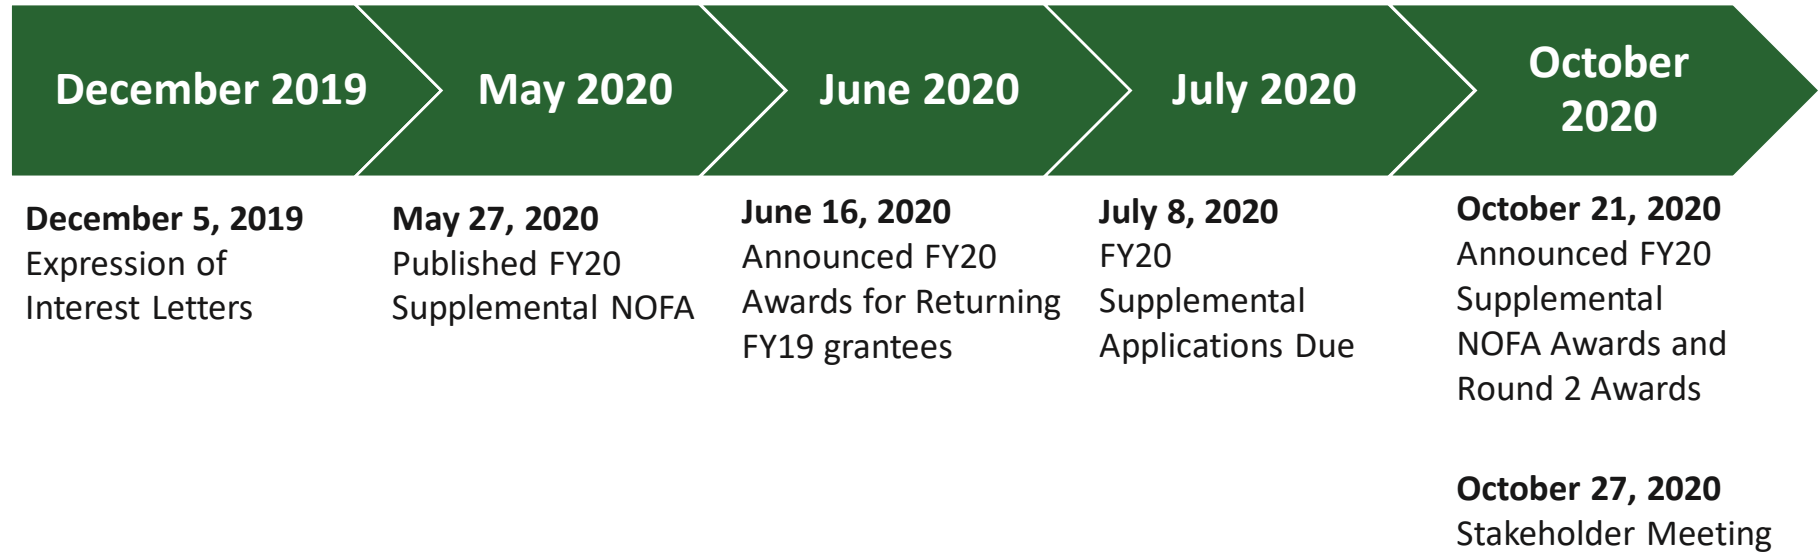 December 2019
May 2020
June 2020
July 2020
October
2020
December 5, 2019
Expression of
Interest Letters
May 27, 2020
Published FY20
Supplemental NOFA
June 16, 2020
Announced FY20
Awards for Returning
FY19 grantees
July 8, 2020
FY20
Supplemental
Applications Due
October 21, 2020
Announced FY20
Supplemental
NOFA Awards and
Round 2 Awards
October 27, 2020
Stakeholder Meeting